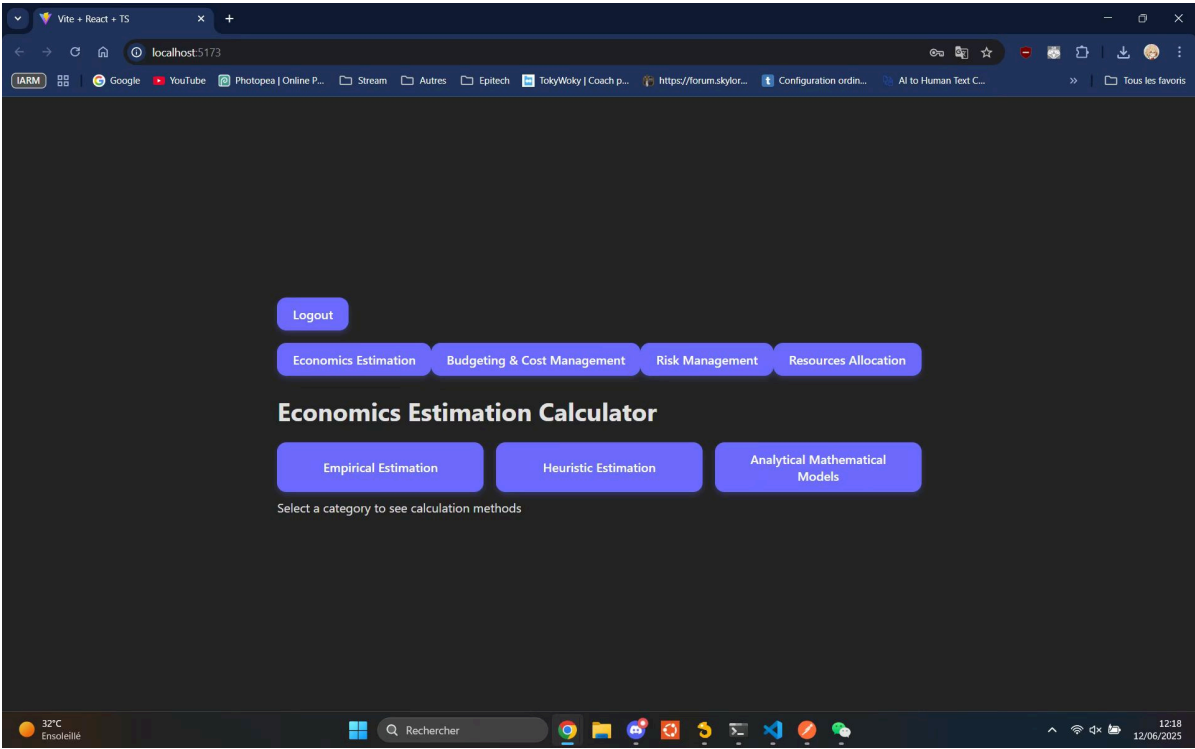 Vite + React + TS
localhost:5173
IARM Google YouTube Photopea | Online P... Stream Autres Epitech TokyWoky | Coach p... https://forum.skylor... Configuration ordin... AI to Human Text C... » Tous les favoris
Logout
Economics Estimation Budgeting & Cost Management Risk Management Resources Allocation
Economics Estimation Calculator
Empirical Estimation Heuristic Estimation Analytical Mathematical
Models
Select a category to see calculation methods
32°C
Ensoleillé
Rechercher
12:18
12/06/2025